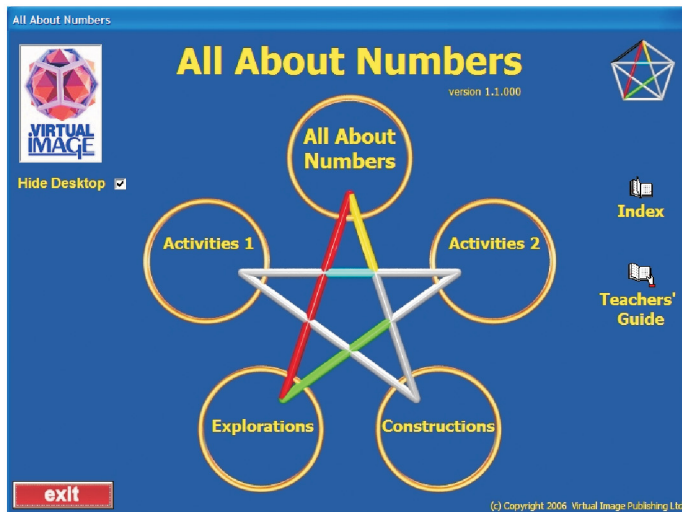 All About Numbers
All About Numbers
version 1.1.000
VIRTUAL
IMAGE
Hide Desktop
All About
Numbers
Activities 1
Activities 2
Index
Teachers'
Guide
Explorations
Constructions
exit
(c) Copyright 2006 Virtual Image Publishing Ltd